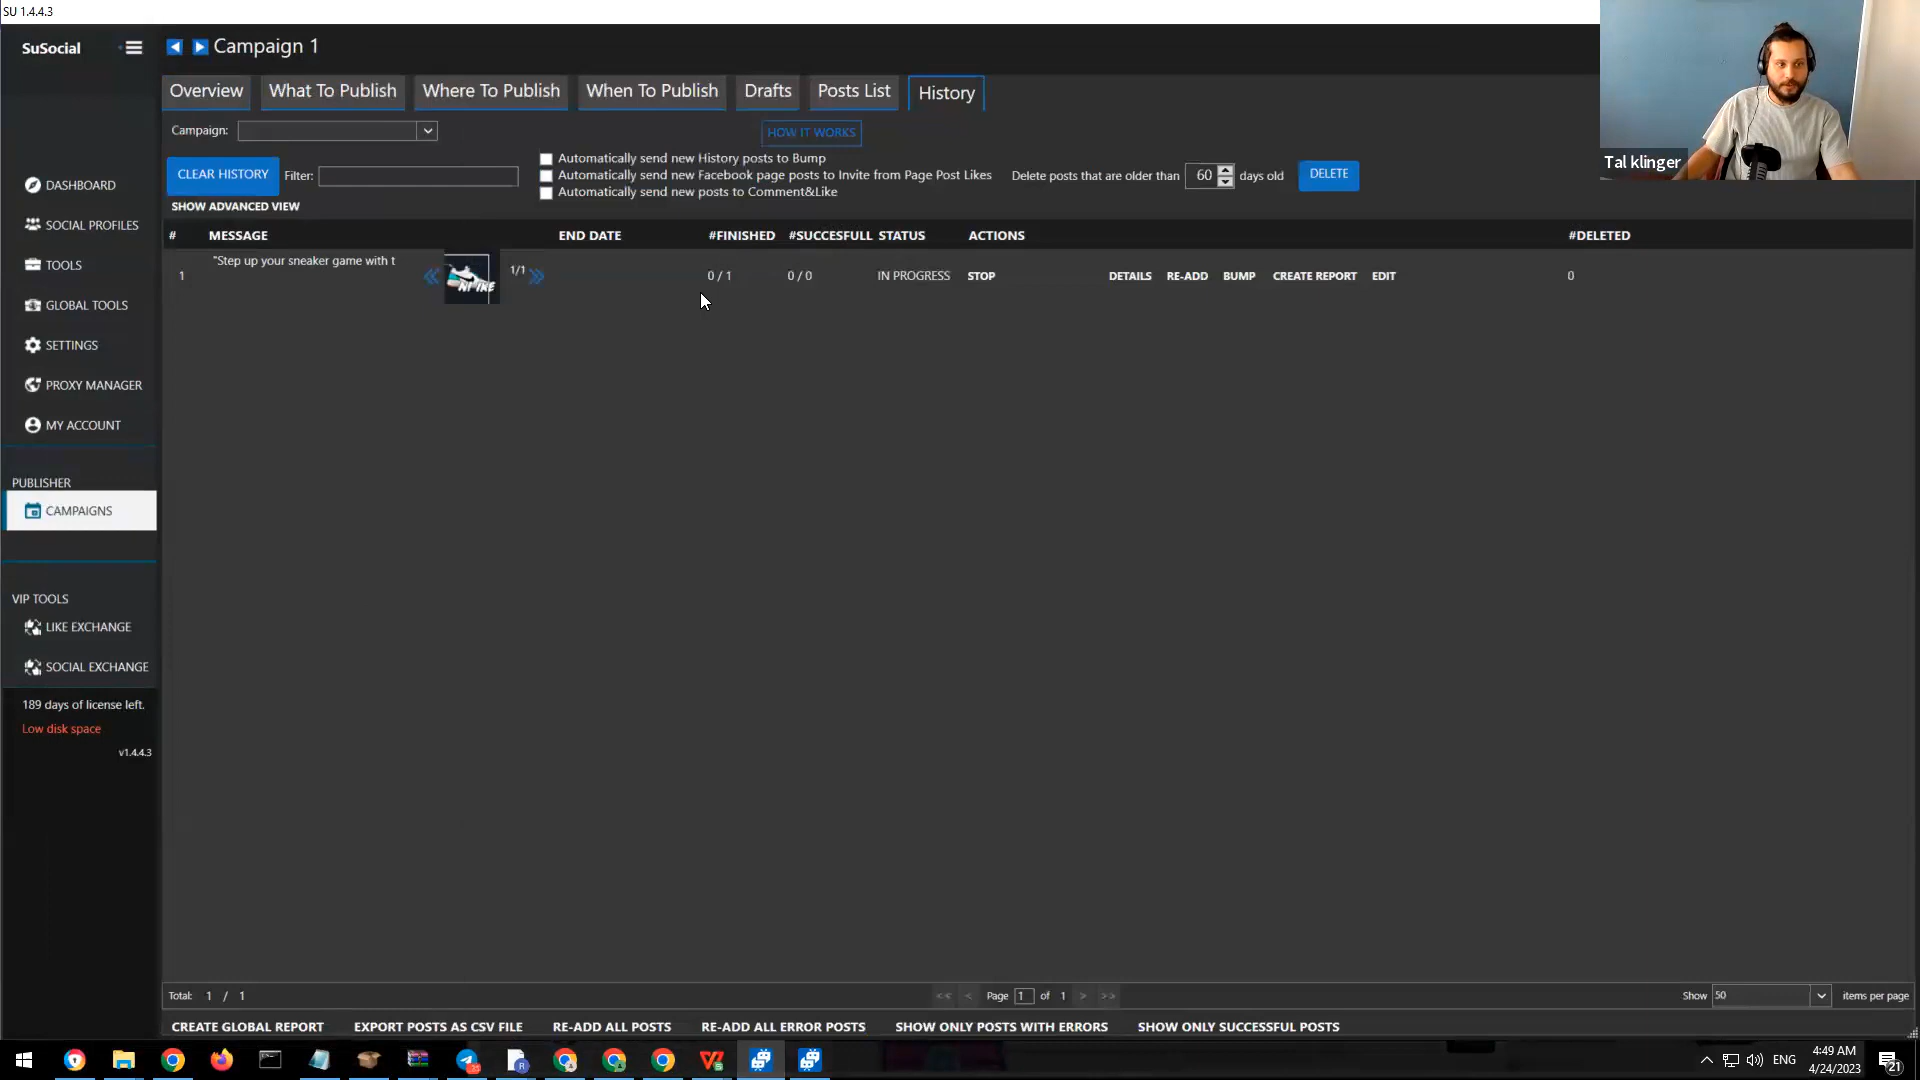 SU 1.4.4.3
SuSocial
Campaign 1
Overview
What To Publish
Where To Publish
When To Publish
Drafts
Posts List
History
Campaign:
HOW IT WORKS
CLEAR HISTORY
Filter:
Automatically send new History posts to Bump
Automatically send new Facebook page posts to Invite from Page Post Likes
Automatically send new posts to Comment&Like
Delete posts that are older than 60 days old
DELETE
Tal klinger
SHOW ADVANCED VIEW
# MESSAGE END DATE #FINISHED #SUCCESFULL STATUS ACTIONS #DELETED
1 "Step up your sneaker game with t 1/1 0 / 1 0 / 0 IN PROGRESS STOP DETAILS RE-ADD BUMP CREATE REPORT EDIT 0
DASHBOARD
SOCIAL PROFILES
TOOLS
GLOBAL TOOLS
SETTINGS
PROXY MANAGER
MY ACCOUNT
PUBLISHER
CAMPAIGNS
VIP TOOLS
LIKE EXCHANGE
SOCIAL EXCHANGE
189 days of license left.
Low disk space
v1.4.4.3
Total: 1 / 1
<< < Page 1 of 1 > >>
Show 50 items per page
CREATE GLOBAL REPORT
EXPORT POSTS AS CSV FILE
RE-ADD ALL POSTS
RE-ADD ALL ERROR POSTS
SHOW ONLY POSTS WITH ERRORS
SHOW ONLY SUCCESSFUL POSTS
ENG
4:49 AM
4/24/2023
21